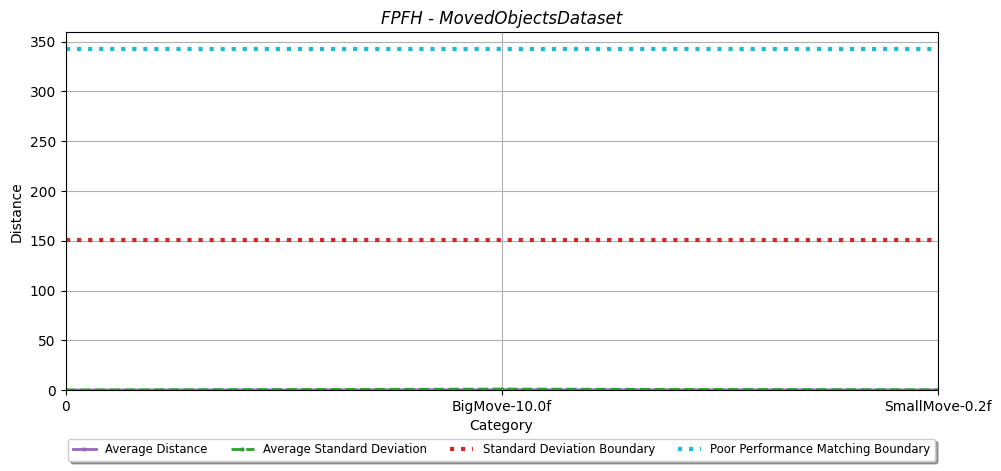 FPFH - MovedObjectsDataset
350
300
250
200
150
100
50
0
Distance
0 BigMove-10.0f SmallMove-0.2f
Category
Average Distance Average Standard Deviation Standard Deviation Boundary Poor Performance Matching Boundary